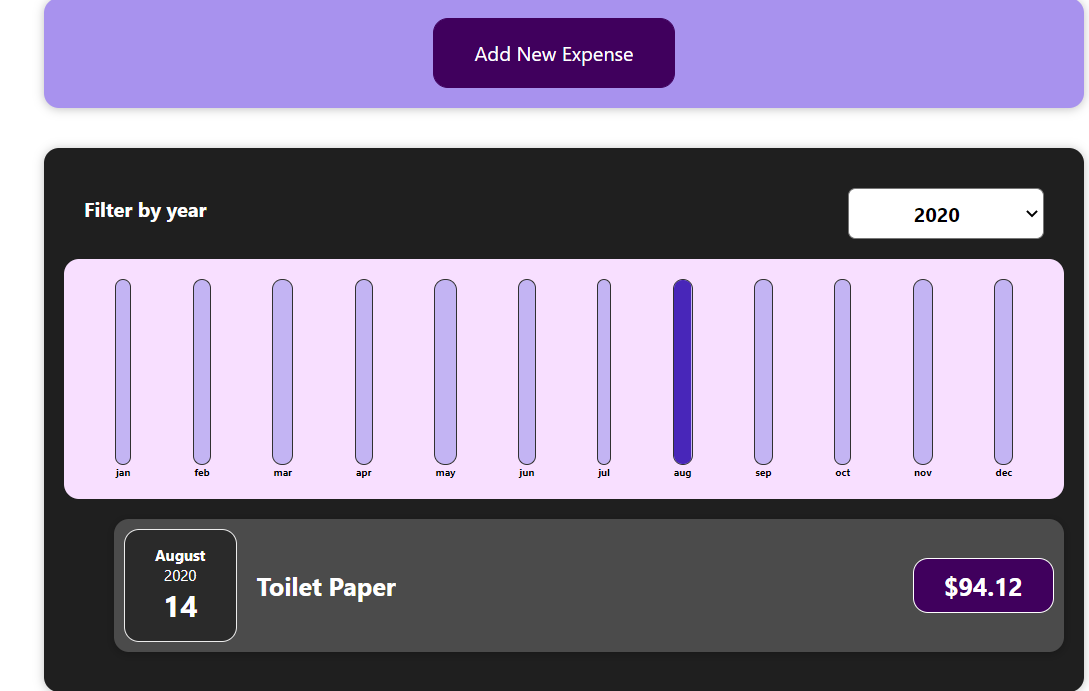 Add New Expense
Filter by year
2020
jan feb mar apr may jun jul aug sep oct nov dec
August
2020
14
Toilet Paper
$94.12